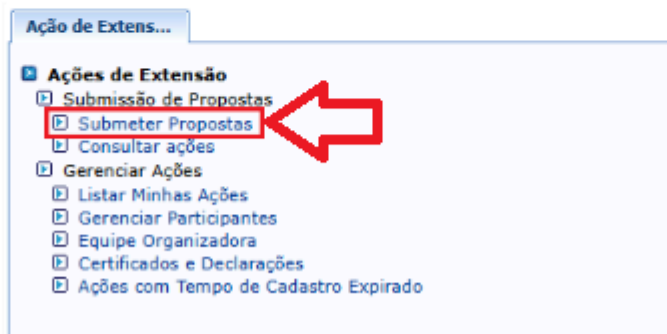 Ação de Extens...
Ações de Extensão
Submissão de Propostas
Submeter Propostas
Consultar ações
Gerenciar Ações
Listar Minhas Ações
Gerenciar Participantes
Equipe Organizadora
Certificados e Declarações
Ações com Tempo de Cadastro Expirado